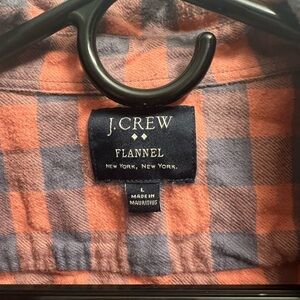 J.CREW
FLANNEL
NEW YORK, NEW YORK.
L
MADE IN
MAURITIUS